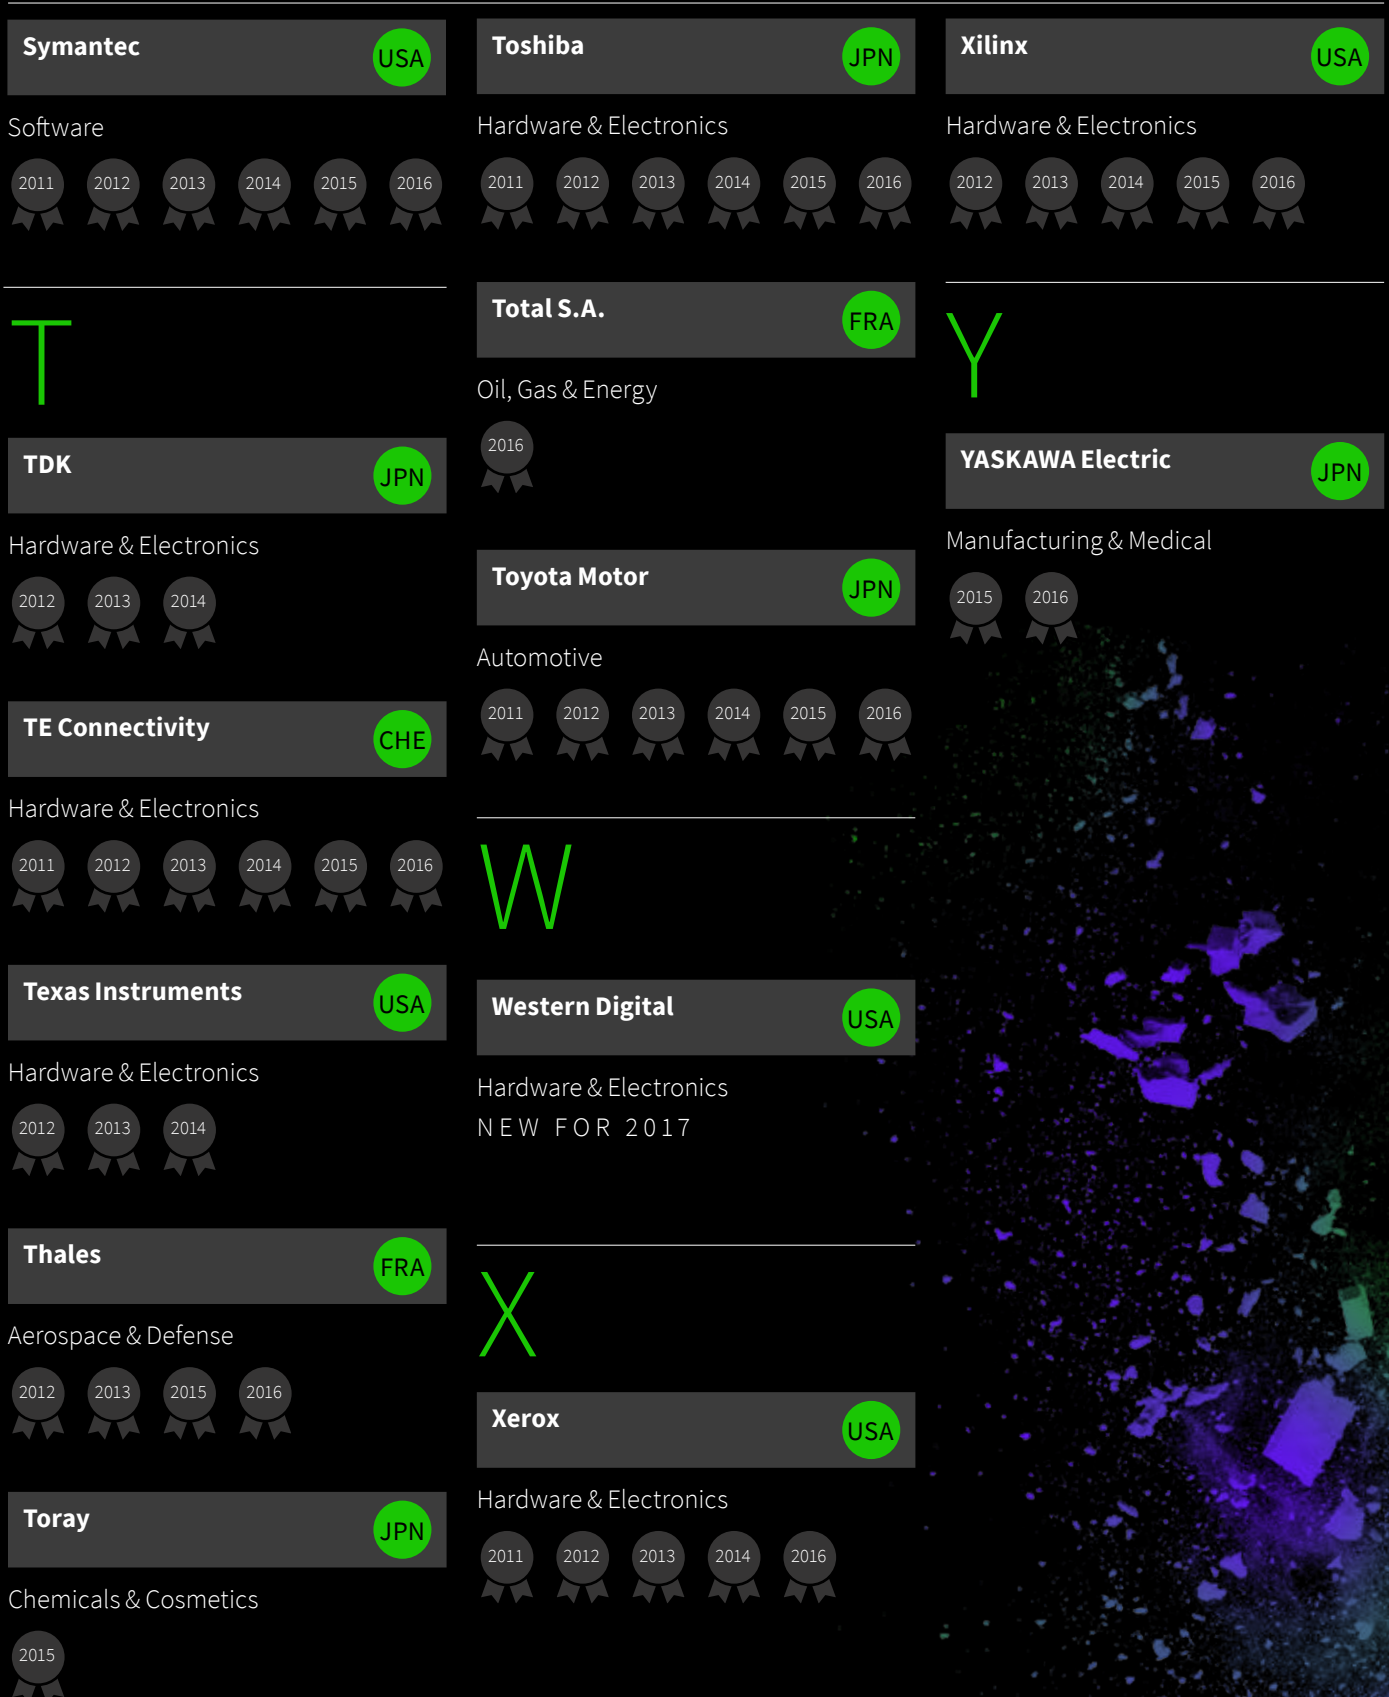 Symantec
USA
Software
2011 2012 2013 2014 2015 2016
T
TDK
JPN
Hardware & Electronics
2012 2013 2014
TE Connectivity
CHE
Hardware & Electronics
2011 2012 2013 2014 2015 2016
Texas Instruments
USA
Hardware & Electronics
2012 2013 2014
Thales
FRA
Aerospace & Defense
2012 2013 2015 2016
Toray
JPN
Chemicals & Cosmetics
2015
Toshiba
JPN
Hardware & Electronics
2011 2012 2013 2014 2015 2016
Total S.A.
FRA
Oil, Gas & Energy
2016
Toyota Motor
JPN
Automotive
2011 2012 2013 2014 2015 2016
W
Western Digital
USA
Hardware & Electronics
NEW FOR 2017
X
Xerox
USA
Hardware & Electronics
2011 2012 2013 2014 2016
Xilinx
USA
Hardware & Electronics
2012 2013 2014 2015 2016
Y
YASKAWA Electric
JPN
Manufacturing & Medical
2015 2016